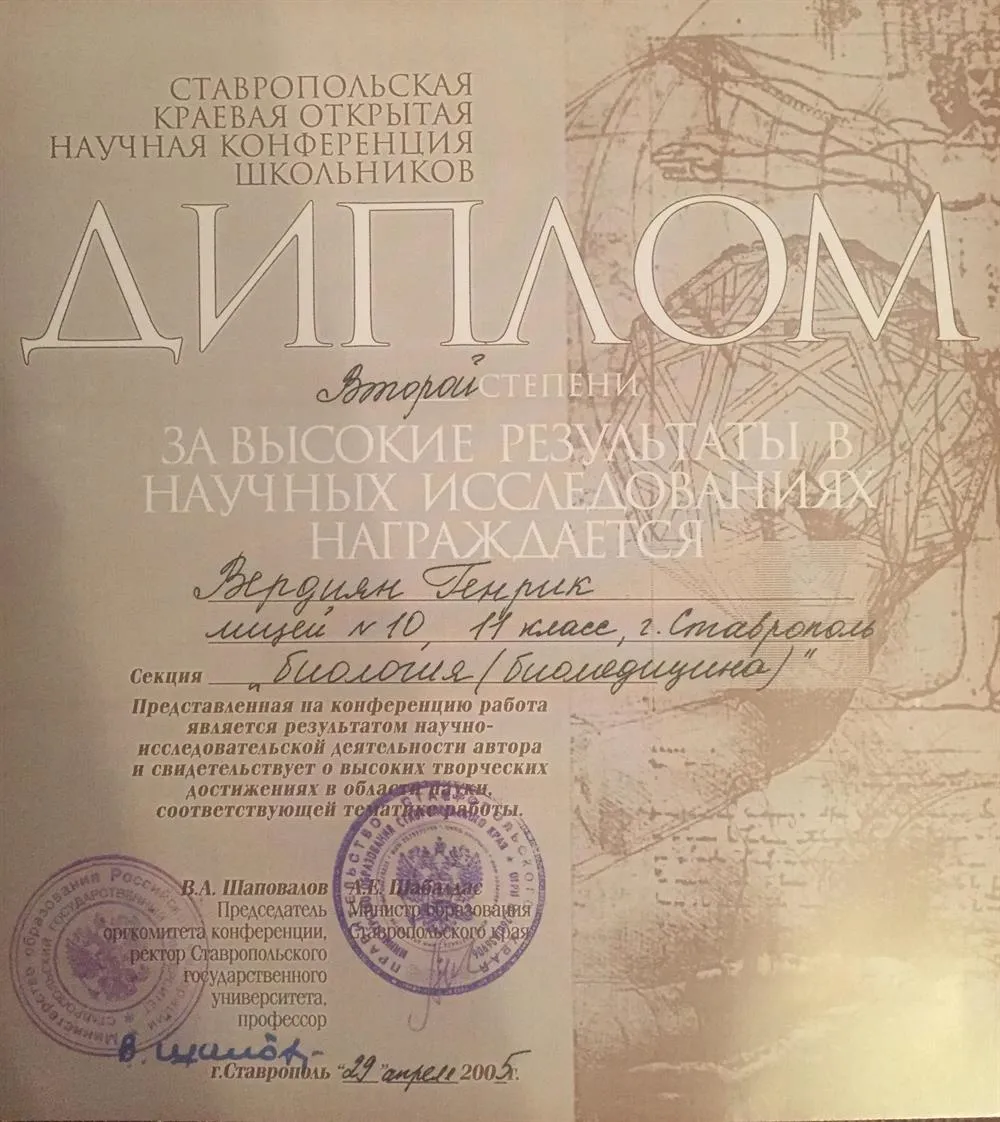 СТАВРОПОЛЬСКАЯ
КРАЕВАЯ ОТКРЫТАЯ
НАУЧНАЯ КОНФЕРЕНЦИЯ
ШКОЛЬНИКОВ
ДИПЛОМ
Второй СТЕПЕНИ
ЗА ВЫСОКИЕ РЕЗУЛЬТАТЫ В
НАУЧНЫХ ИССЛЕДОВАНИЯХ
НАГРАЖДАЕТСЯ
Вердиян Генрик
лицей №10, 11 класс, г. Ставрополь
Секция „биология (биомедицина)"
Представленная на конференцию работа
является результатом научно-
исследовательской деятельности автора
и свидетельствует о высоких творческих
достижениях в области науки,
соответствующей тематике работы.
В.А. Шаповалов
Председатель
оргкомитета конференции,
ректор Ставропольского
государственного
университета,
профессор
А.Е. Шабалдас
Министр образования
Ставропольского края
В. Шапов
г.Ставрополь "29" апреля 2005г.